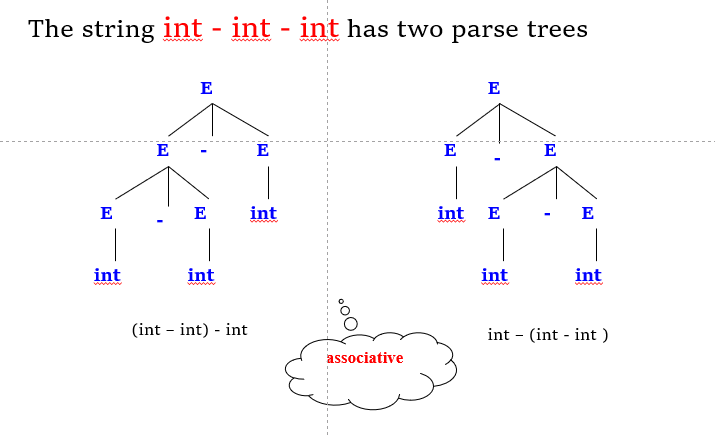 The string int - int - int has two parse trees
E E
E - E E - E
E - E int int E - E
int int int int
(int – int) - int int – (int - int )
associative